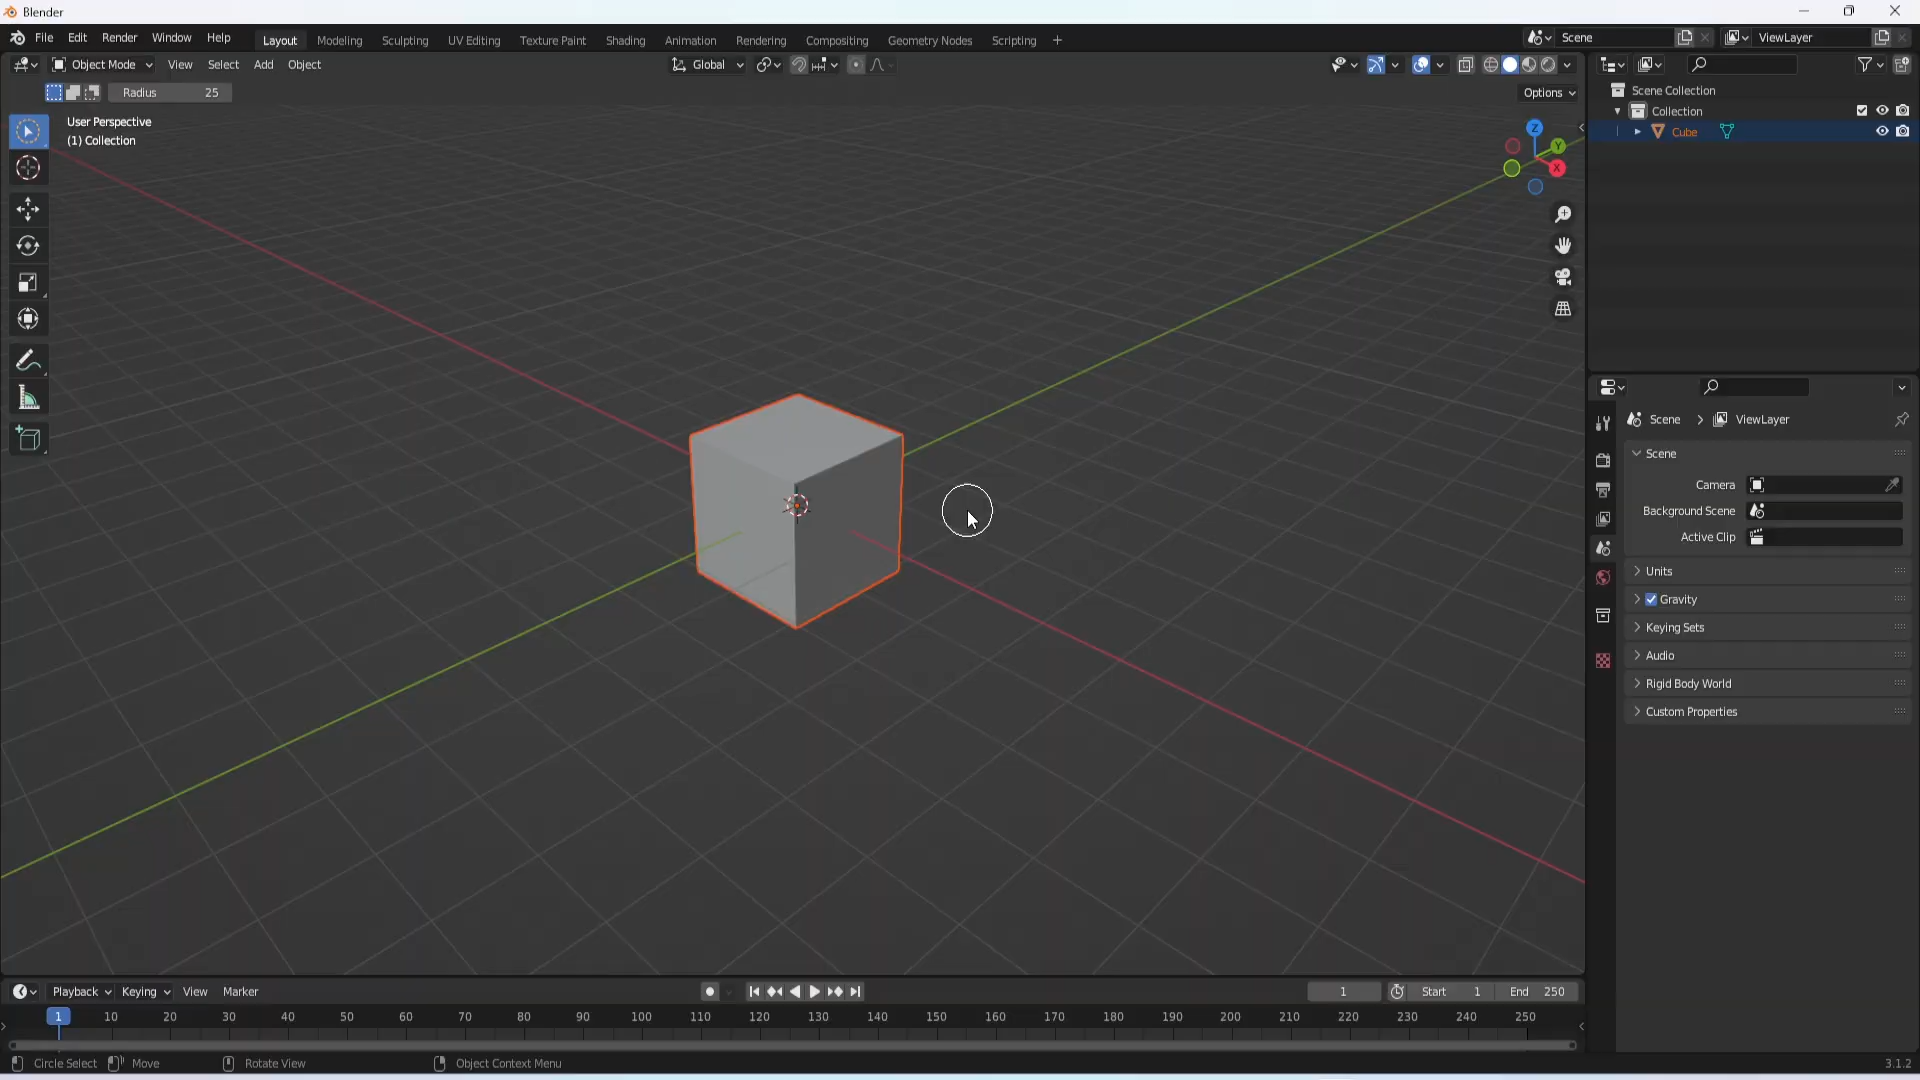 Blender
File Edit Render Window Help
Layout Modeling Sculpting UV Editing Texture Paint Shading Animation Rendering Compositing Geometry Nodes Scripting +
Scene
ViewLayer
Object Mode View Select Add Object
Global
Radius 25
Options
User Perspective
(1) Collection
Z
Y
X
Scene Collection
Collection
Cube
Scene > ViewLayer
Scene
Camera
Background Scene
Active Clip
Units
Gravity
Keying Sets
Audio
Rigid Body World
Custom Properties
Playback Keying View Marker
1 Start 1 End 250
1 10 20 30 40 50 60 70 80 90 100 110 120 130 140 150 160 170 180 190 200 210 220 230 240 250
Circle Select Move Rotate View Object Context Menu
3.1.2